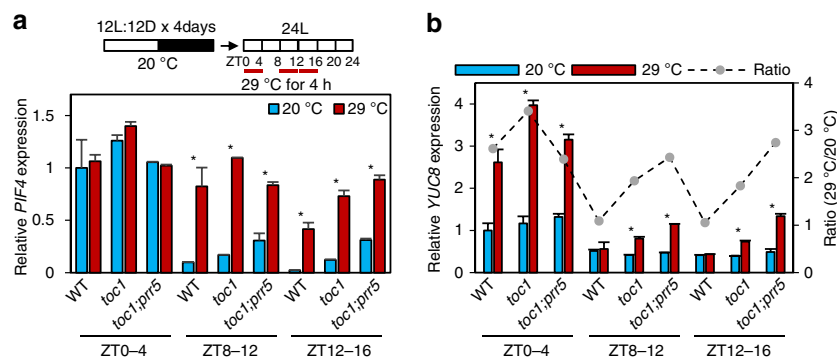 a
12L:12D x 4days
24L
20 °C
ZT0 4 8 12 16 20 24
29 °C for 4 h
20 °C 29 °C
Relative PIF4 expression
1.5
1
0.5
0
* * * * * *
WT toc1 toc1;prr5 WT toc1 toc1;prr5 WT toc1 toc1;prr5
ZT0–4 ZT8–12 ZT12–16
b
20 °C 29 °C Ratio
Relative YUC8 expression
4
3
2
1
0
* * * * * * *
4
3
2
1
0
Ratio (29 °C/20 °C)
WT toc1 toc1;prr5 WT toc1 toc1;prr5 WT toc1 toc1;prr5
ZT0–4 ZT8–12 ZT12–16